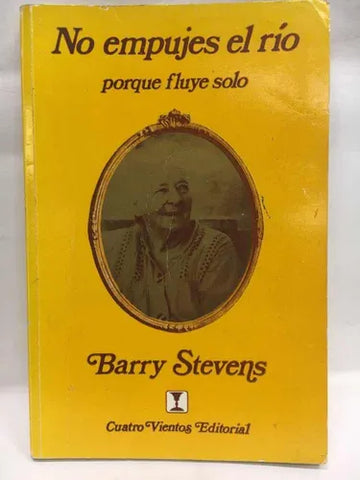 No empujes el río
porque fluye solo
Barry Stevens
Cuatro Vientos Editorial